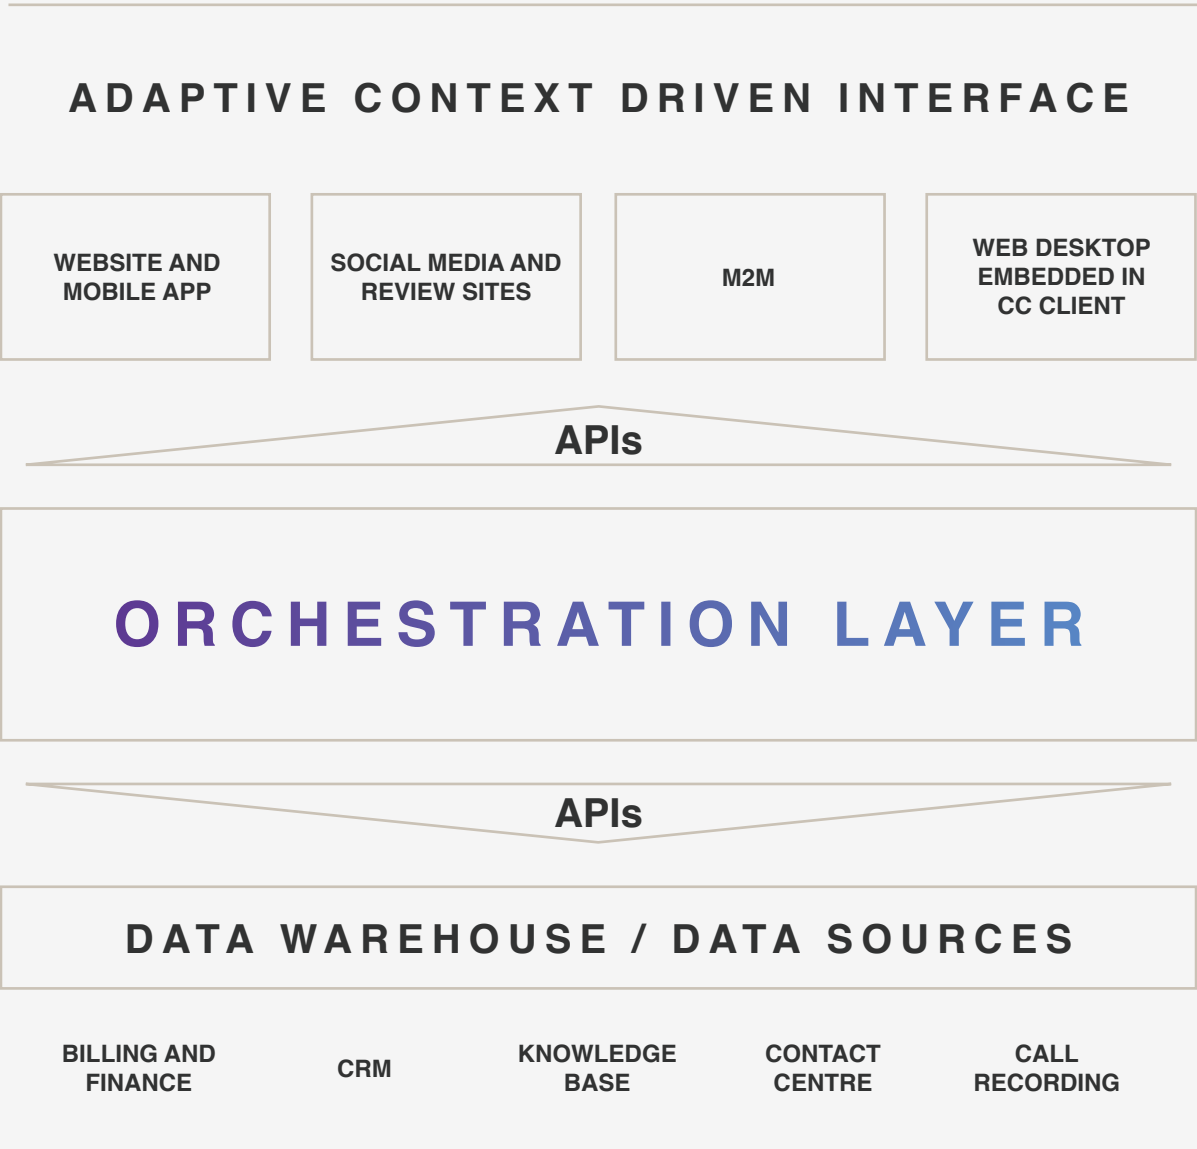 ADAPTIVE CONTEXT DRIVEN INTERFACE
WEBSITE AND
MOBILE APP
SOCIAL MEDIA AND
REVIEW SITES
M2M
WEB DESKTOP
EMBEDDED IN
CC CLIENT
APIs
ORCHESTRATION LAYER
APIs
DATA WAREHOUSE / DATA SOURCES
BILLING AND
FINANCE
CRM
KNOWLEDGE
BASE
CONTACT
CENTRE
CALL
RECORDING